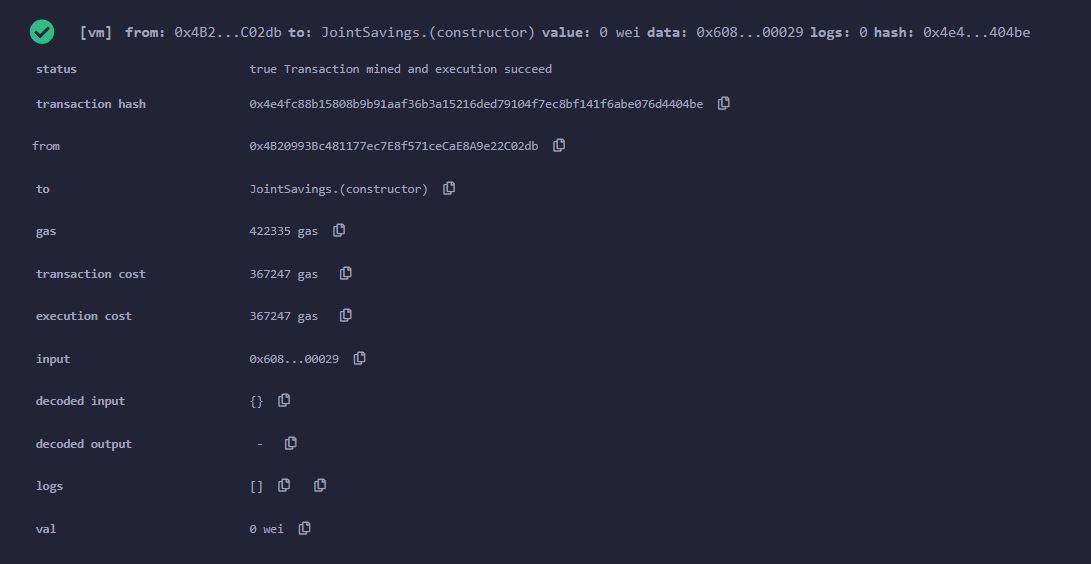 [vm] from: 0x4B2...C02db to: JointSavings.(constructor) value: 0 wei data: 0x608...00029 logs: 0 hash: 0x4e4...404be
status true Transaction mined and execution succeed
transaction hash 0x4e4fc88b15808b9b91aaf36b3a15216ded79104f7ec8bf141f6abe076d4404be
from 0x4B20993Bc481177ec7E8f571ceCaE8A9e22C02db
to JointSavings.(constructor)
gas 422335 gas
transaction cost 367247 gas
execution cost 367247 gas
input 0x608...00029
decoded input {}
decoded output -
logs []
val 0 wei